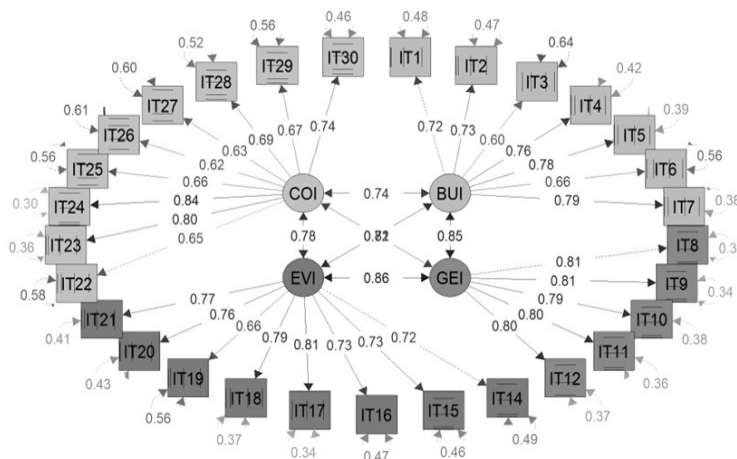 0.56 0.46 0.48 0.47
0.52 0.64
IT29 IT30 IT1 IT2
0.60 IT28 IT3 0.42
IT27 IT4
0.61 0.39
IT26 0.69 0.67 0.74 0.72 0.73 0.60 0.76 IT5
0.56 0.63 0.78 0.56
IT25 0.62 0.66 IT6
0.30 0.66 0.79 0.38
IT24 0.84 COI 0.74 BUI IT7
0.36 0.80
IT23 0.65 0.78 0.85 IT8
0.58 IT22 EVI 0.86 GEI 0.81 IT9 0.34
0.77 0.81
IT21 0.76 0.79 IT10
0.41 0.66 0.79 0.81 0.73 0.73 0.72 0.80 0.80 0.38
IT20 IT11
0.43 IT19 IT12 0.36
0.56 IT18 IT17 IT16 IT15 IT14 0.37
0.37 0.34 0.47 0.46 0.49